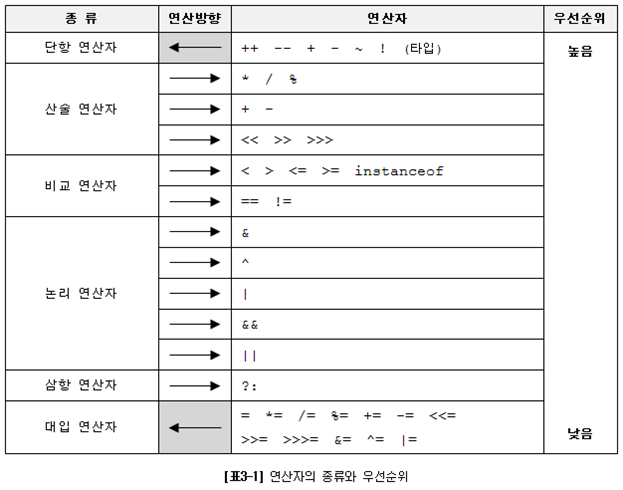 종 류 연산방향 연산자 우선순위
단항 연산자 ++ -- + - ~ ! (타입) 높음
산술 연산자 * / %
+ -
<< >> >>>
비교 연산자 < > <= >= instanceof
== !=
논리 연산자 &
^
|
&&
||
삼항 연산자 ?:
대입 연산자 = *= /= %= += -= <<=
>>= >>>= &= ^= |= 낮음
[표3-1] 연산자의 종류와 우선순위